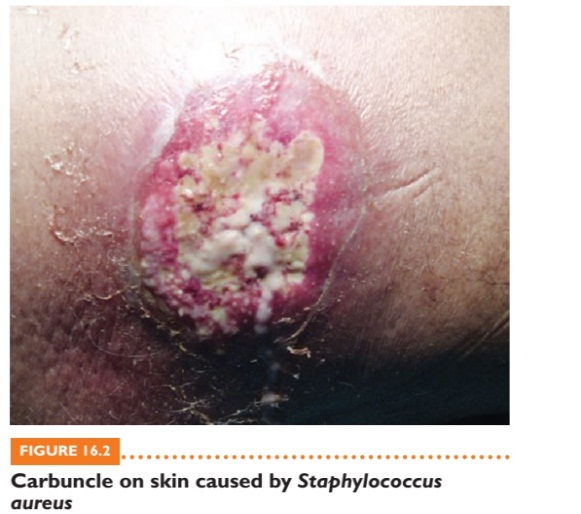 FIGURE 16.2
Carbuncle on skin caused by Staphylococcus
aureus